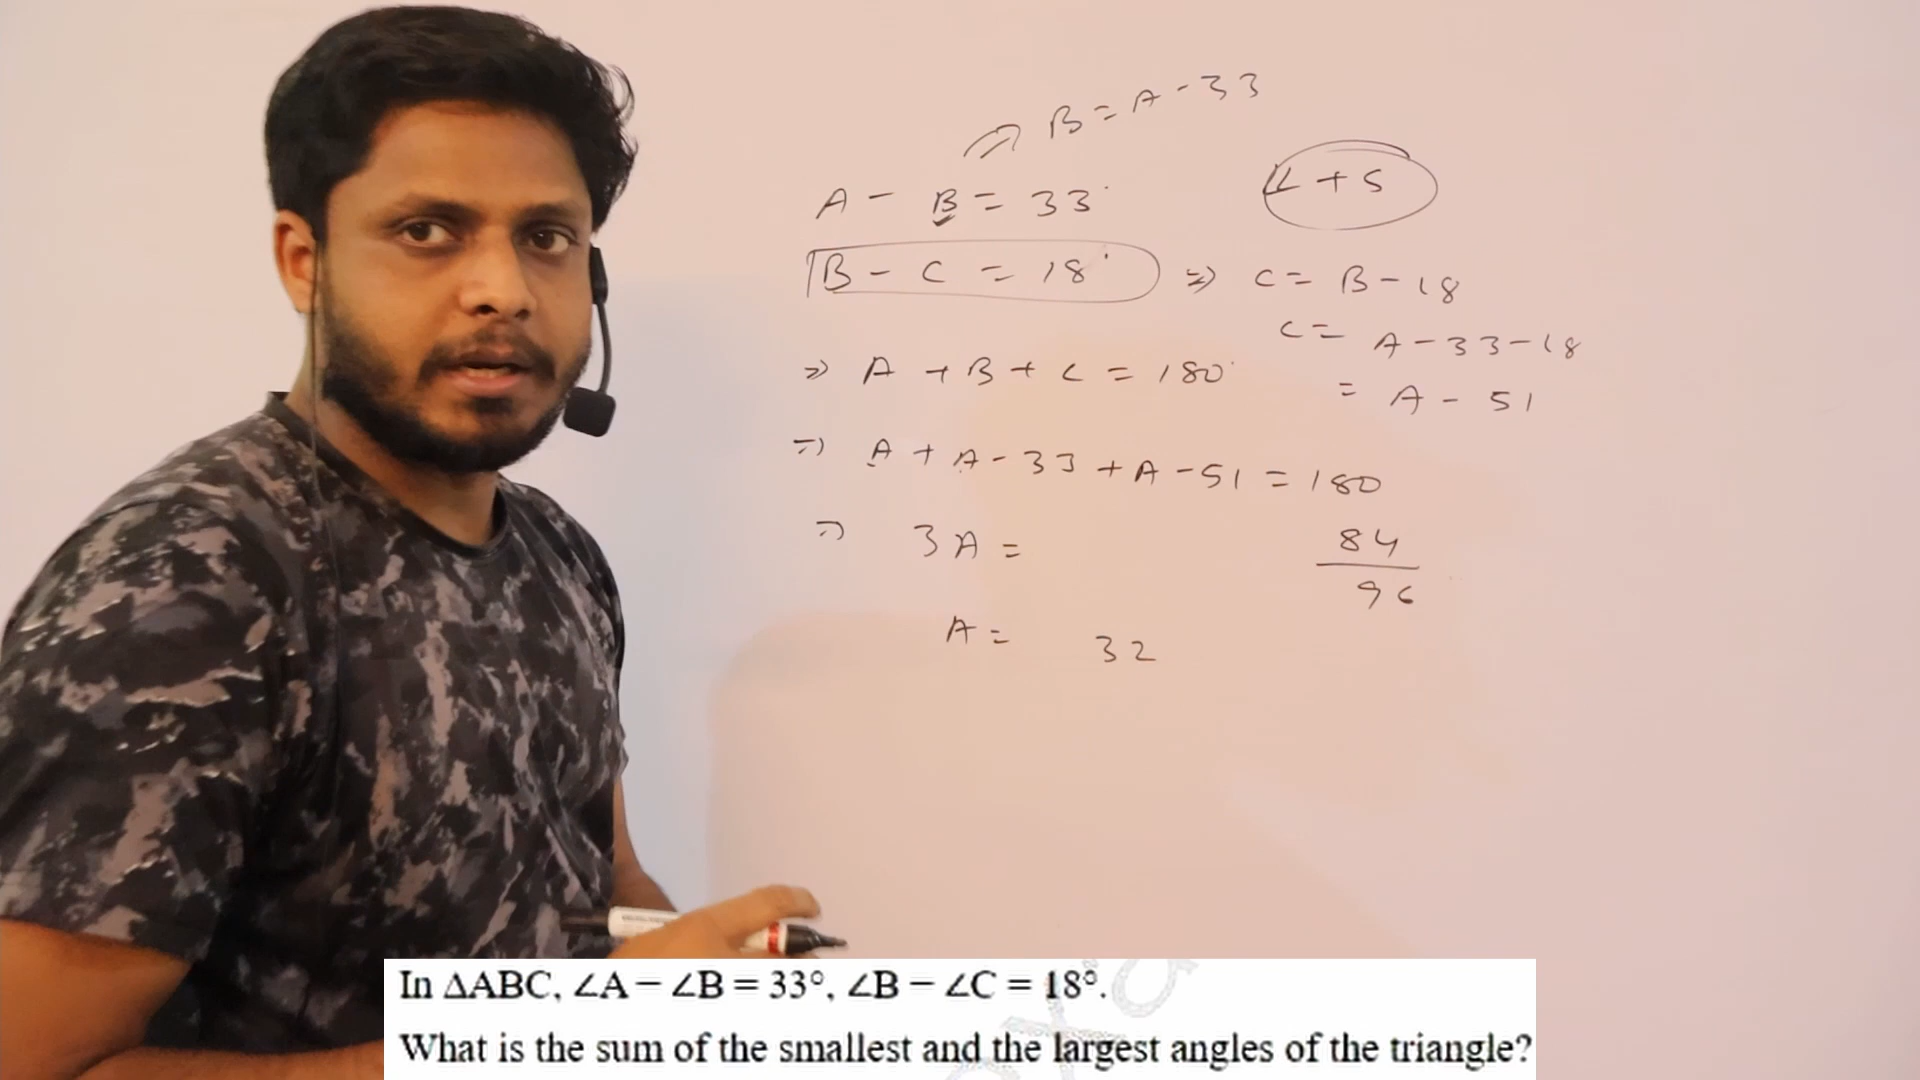 ⇒ B = A - 33
A - B = 33°
L + S
B - C = 18° ⇒ C = B - 18
C = A - 33 - 18
= A - 51
⇒ A + B + C = 180°
⇒ A + A - 33 + A - 51 = 180
⇒ 3A =
84
96
A = 32
In ΔABC, ∠A − ∠B = 33°, ∠B − ∠C = 18°.
What is the sum of the smallest and the largest angles of the triangle?